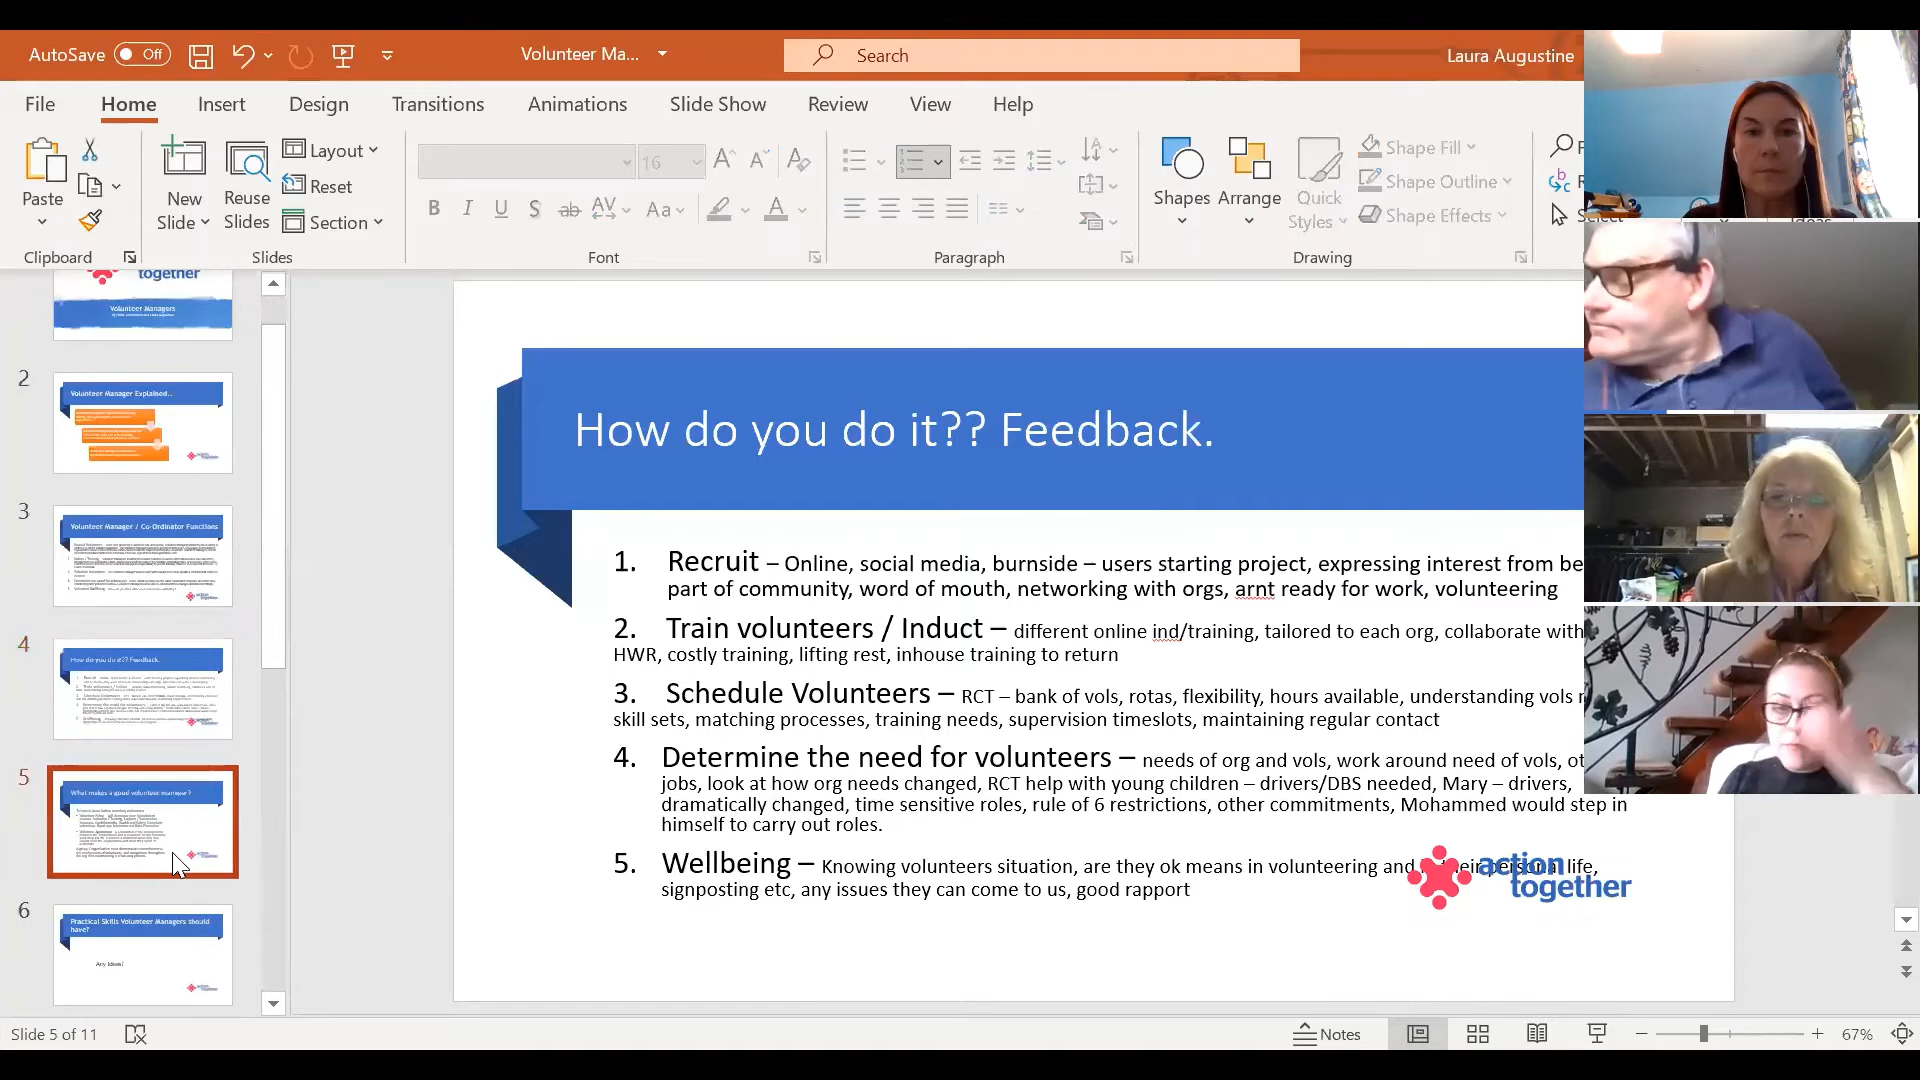 AutoSave Off Volunteer Ma... Search Laura Augustine
File Home Insert Design Transitions Animations Slide Show Review View Help
Paste
New Slide
Reuse Slides
Layout
Reset
Section
16
Shapes
Arrange
Quick Styles
Shape Fill
Shape Outline
Shape Effects
Clipboard Slides Font Paragraph Drawing
together
Volunteer Managers
2
Volunteer Manager Explained...
3
Volunteer Manager / Co-Ordinator Functions
4
How do you do it?? Feedback.
5
What makes a good volunteer manager?
6
Practical Skills Volunteer Managers should
have?
Any ideas?
How do you do it?? Feedback.
1. Recruit – Online, social media, burnside – users starting project, expressing interest from be
part of community, word of mouth, networking with orgs, arnt ready for work, volunteering
2. Train volunteers / Induct – different online ind/training, tailored to each org, collaborate with
HWR, costly training, lifting rest, inhouse training to return
3. Schedule Volunteers – RCT – bank of vols, rotas, flexibility, hours available, understanding vols
skill sets, matching processes, training needs, supervision timeslots, maintaining regular contact
4. Determine the need for volunteers – needs of org and vols, work around need of vols,
jobs, look at how org needs changed, RCT help with young children – drivers/DBS needed, Mary – drivers,
dramatically changed, time sensitive roles, rule of 6 restrictions, other commitments, Mohammed would step in
himself to carry out roles.
5. Wellbeing – Knowing volunteers situation, are they ok means in volunteering and life,
signposting etc, any issues they can come to us, good rapport
action
together
Slide 5 of 11 Notes 67%